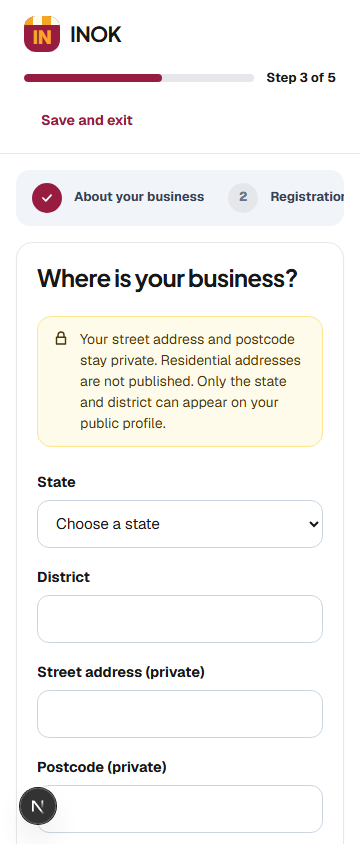 IN INOK
Step 3 of 5
Save and exit
About your business 2 Registration
Where is your business?
Your street address and postcode
stay private. Residential addresses
are not published. Only the state
and district can appear on your
public profile.
State
Choose a state
District
Street address (private)
Postcode (private)
N